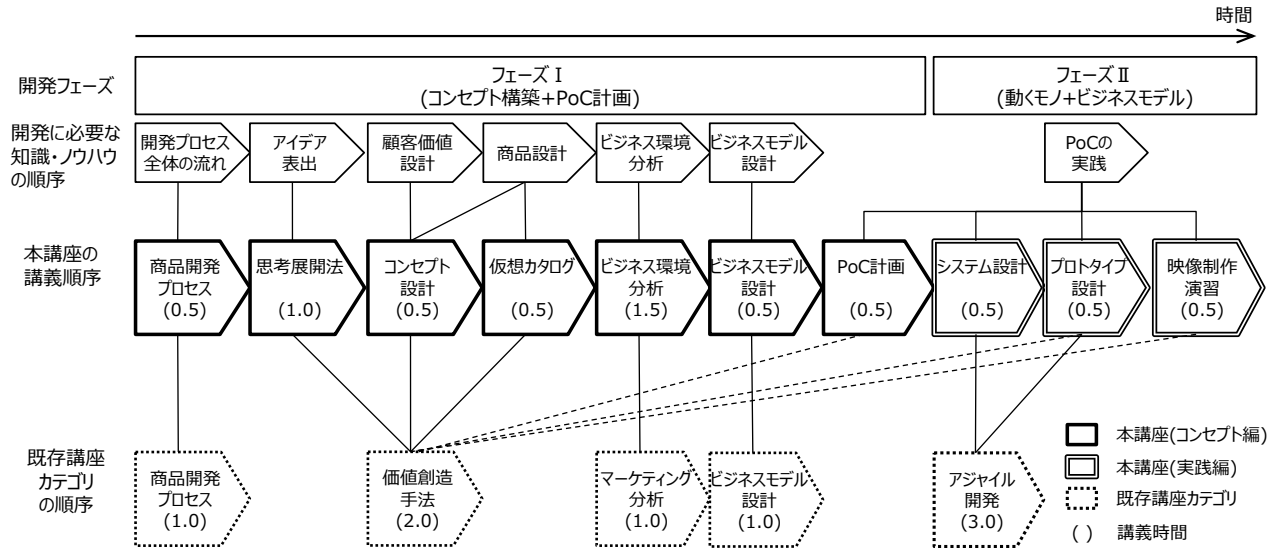 時間
開発フェーズ
フェーズⅠ
(コンセプト構築+PoC計画)
フェーズⅡ
(動くモノ+ビジネスモデル)
開発に必要な
知識・ノウハウ
の順序
開発プロセス
全体の流れ
アイデア
表出
顧客価値
設計
商品設計
ビジネス環境
分析
ビジネスモデル
設計
PoCの
実践
本講座の
講義順序
商品開発
プロセス
(0.5)
思考展開法
(1.0)
コンセプト
設計
(0.5)
仮想カタログ
(0.5)
ビジネス環境
分析
(1.5)
ビジネスモデル
設計
(0.5)
PoC計画
(0.5)
システム設計
(0.5)
プロトタイプ
設計
(0.5)
映像制作
演習
(0.5)
既存講座
カテゴリ
の順序
商品開発
プロセス
(1.0)
価値創造
手法
(2.0)
マーケティング
分析
(1.0)
ビジネスモデル
設計
(1.0)
アジャイル
開発
(3.0)
本講座(コンセプト編)
本講座(実践編)
既存講座カテゴリ
( ) 講義時間